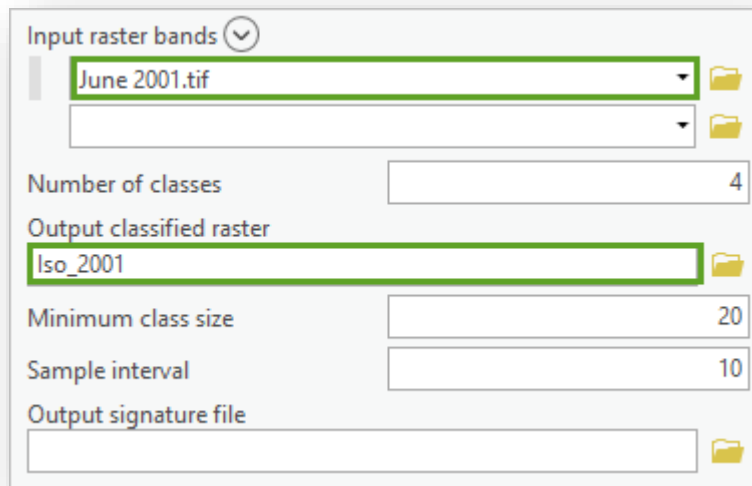 Input raster bands
June 2001.tif
Number of classes 4
Output classified raster
Iso_2001
Minimum class size 20
Sample interval 10
Output signature file